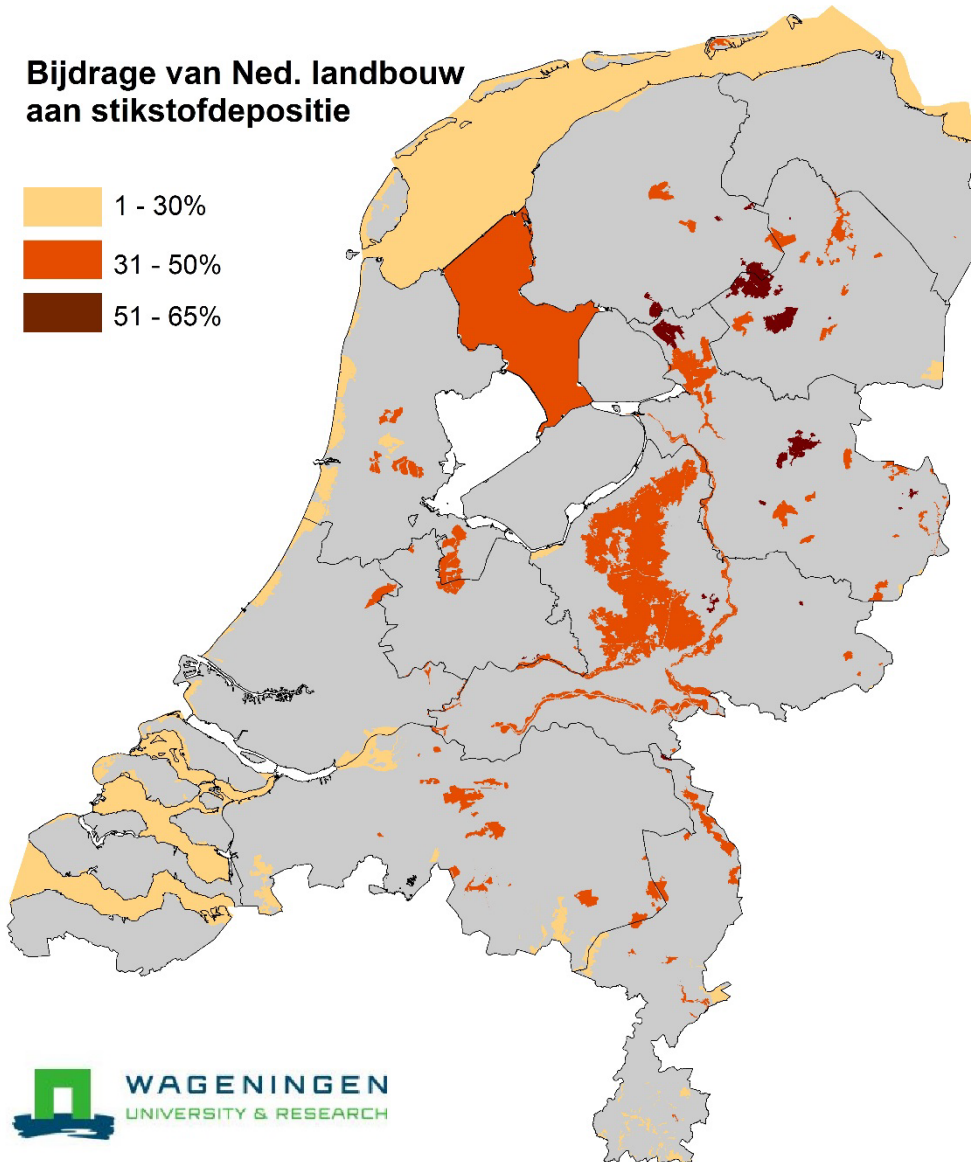 Bijdrage van Ned. landbouw
aan stikstofdepositie
1 - 30%
31 - 50%
51 - 65%
WAGENINGEN
UNIVERSITY & RESEARCH